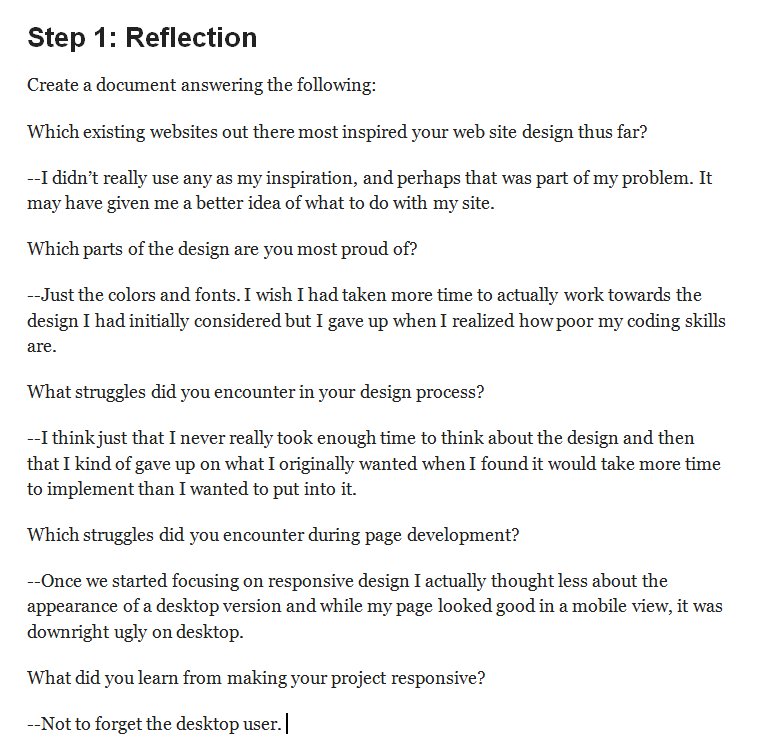 Step 1: Reflection
Create a document answering the following:
Which existing websites out there most inspired your web site design thus far?
--I didn’t really use any as my inspiration, and perhaps that was part of my problem. It
may have given me a better idea of what to do with my site.
Which parts of the design are you most proud of?
--Just the colors and fonts. I wish I had taken more time to actually work towards the
design I had initially considered but I gave up when I realized how poor my coding skills
are.
What struggles did you encounter in your design process?
--I think just that I never really took enough time to think about the design and then
that I kind of gave up on what I originally wanted when I found it would take more time
to implement than I wanted to put into it.
Which struggles did you encounter during page development?
--Once we started focusing on responsive design I actually thought less about the
appearance of a desktop version and while my page looked good in a mobile view, it was
downright ugly on desktop.
What did you learn from making your project responsive?
--Not to forget the desktop user.